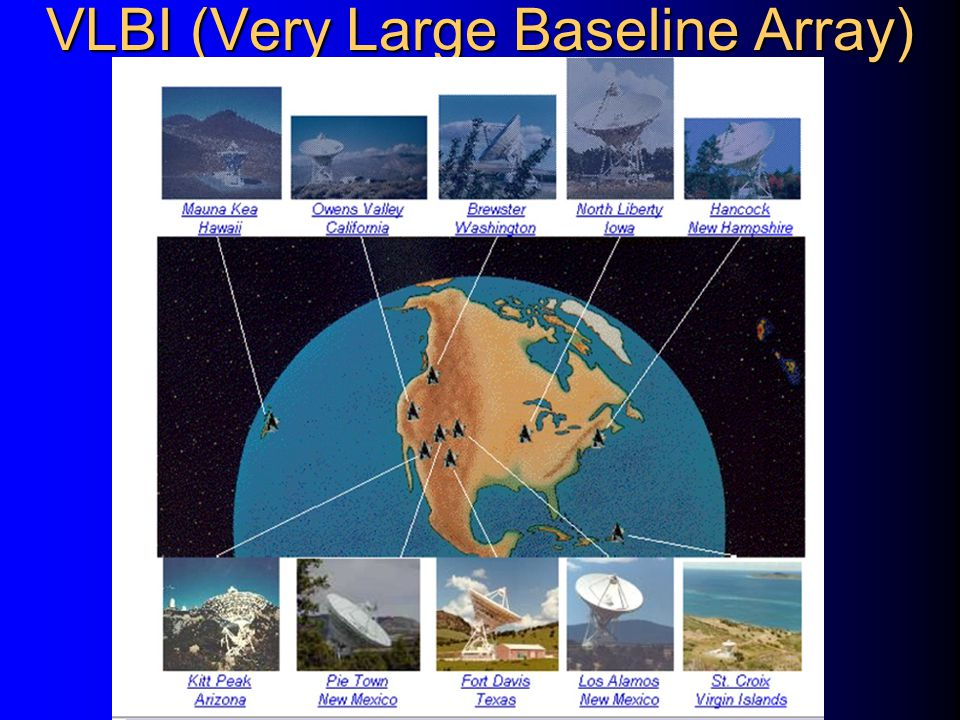 VLBI (Very Large Baseline Array)
Mauna Kea
Hawaii
Owens Valley
California
Brewster
Washington
North Liberty
Iowa
Hancock
New Hampshire
Kitt Peak
Arizona
Pie Town
New Mexico
Fort Davis
Texas
Los Alamos
New Mexico
St. Croix
Virgin Islands